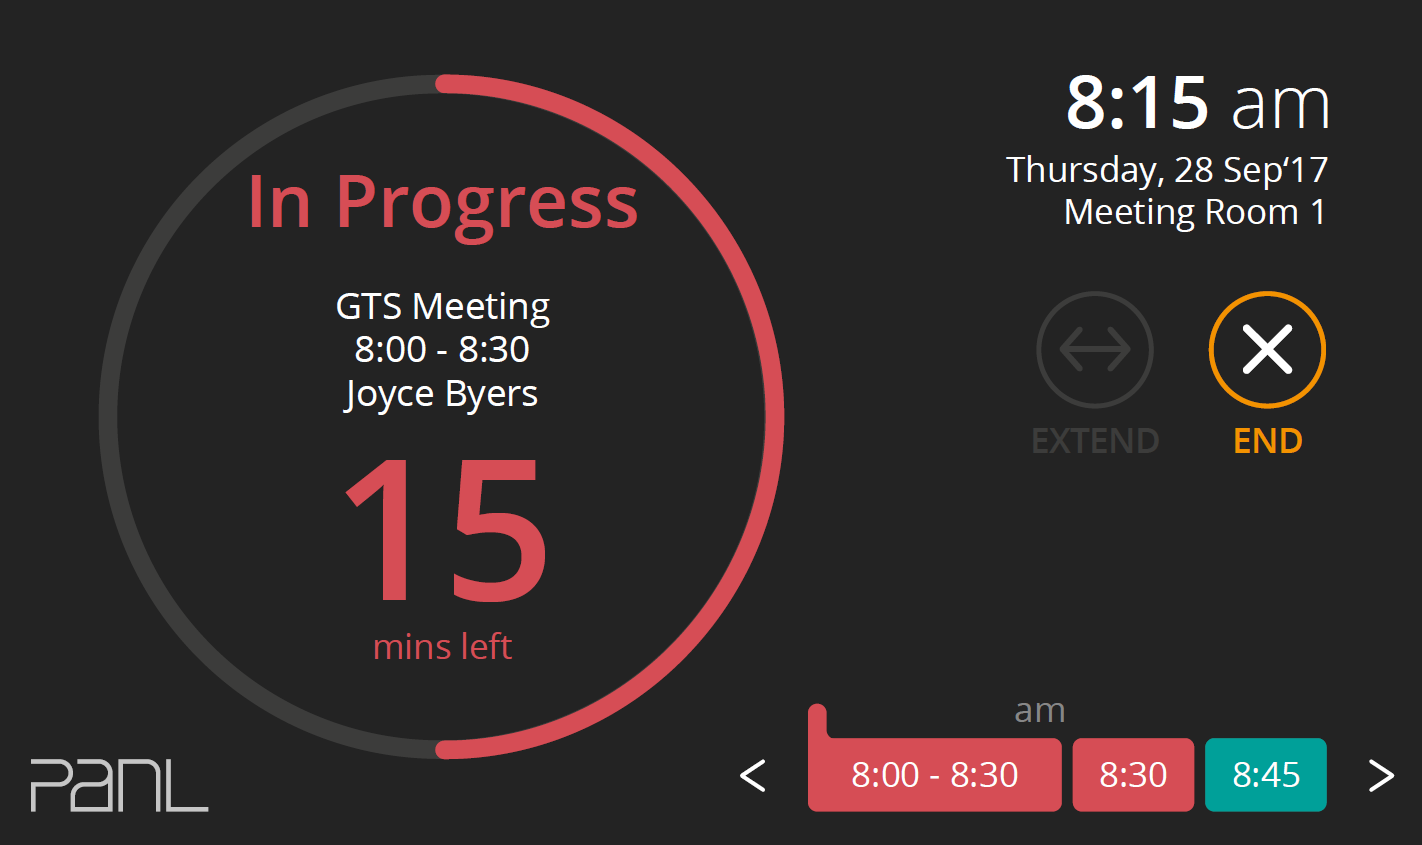 In Progress
GTS Meeting
8:00 - 8:30
Joyce Byers
15
mins left
8:15 am
Thursday, 28 Sep‘17
Meeting Room 1
EXTEND
END
am
< 8:00 - 8:30 8:30 8:45 >
PANL